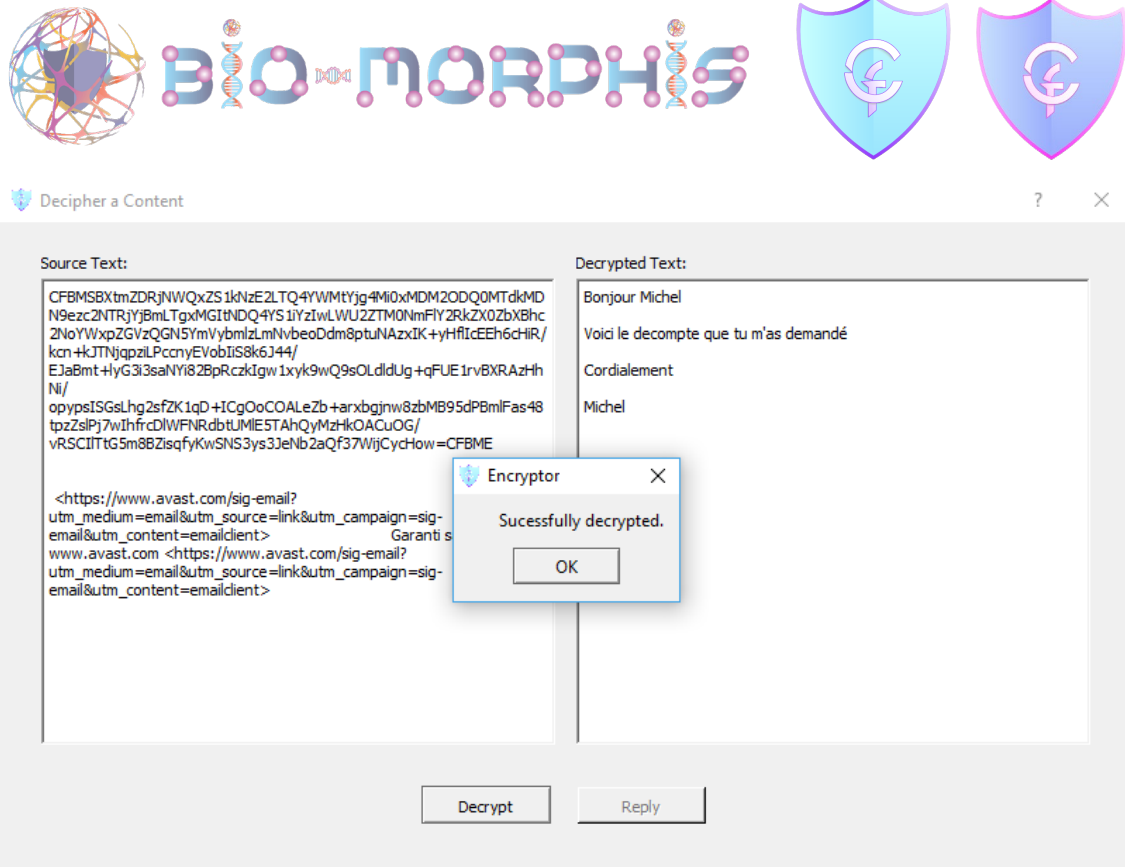 BIO-MORPHIS
Decipher a Content
Source Text:
Decrypted Text:
CFBMSBXtmZDRjNWQxZS1kNzE2LTQ4YWMtYjg4Mi0xMDM2ODQ0MTdkMD
N9ezc2NTRjYjBmLTgxMGItNDQ4YS1iYzIwLWU2ZTM0NmFlY2RkZX0ZbXBhc
2NoYWxpZGVzQGN5YmVybmlzLmNvbeoDdm8ptuNAzxIK+yHflIcEEh6cHiR/
kcn+kJTNjqpziLPccnyEVobIiS8k6J44/
EJaBmt+lyG3i3saNYi82BpRczkIgw1xyk9wQ9sOLdldUg+qFUE1rvBXRAzHh
Ni/
opypsISGsLhg2sfZK1qD+ICgOoCOALeZb+arxbgjnw8zbMB95dPBmlFas48
tpzZslPj7wIhfrcDlWFNRdbtUMlE5TAhQyMzHkOACuOG/
vRSCIlTtG5m8BZisqfyKwSNS3ys3JeNb2aQf37WijCycHow=CFBME
<https://www.avast.com/sig-email?
utm_medium=email&utm_source=link&utm_campaign=sig-
email&utm_content=emailclient> Garanti s
www.avast.com <https://www.avast.com/sig-email?
utm_medium=email&utm_source=link&utm_campaign=sig-
email&utm_content=emailclient>
Bonjour Michel
Voici le decompte que tu m'as demandé
Cordialement
Michel
Encryptor
Sucessfully decrypted.
OK
Decrypt
Reply